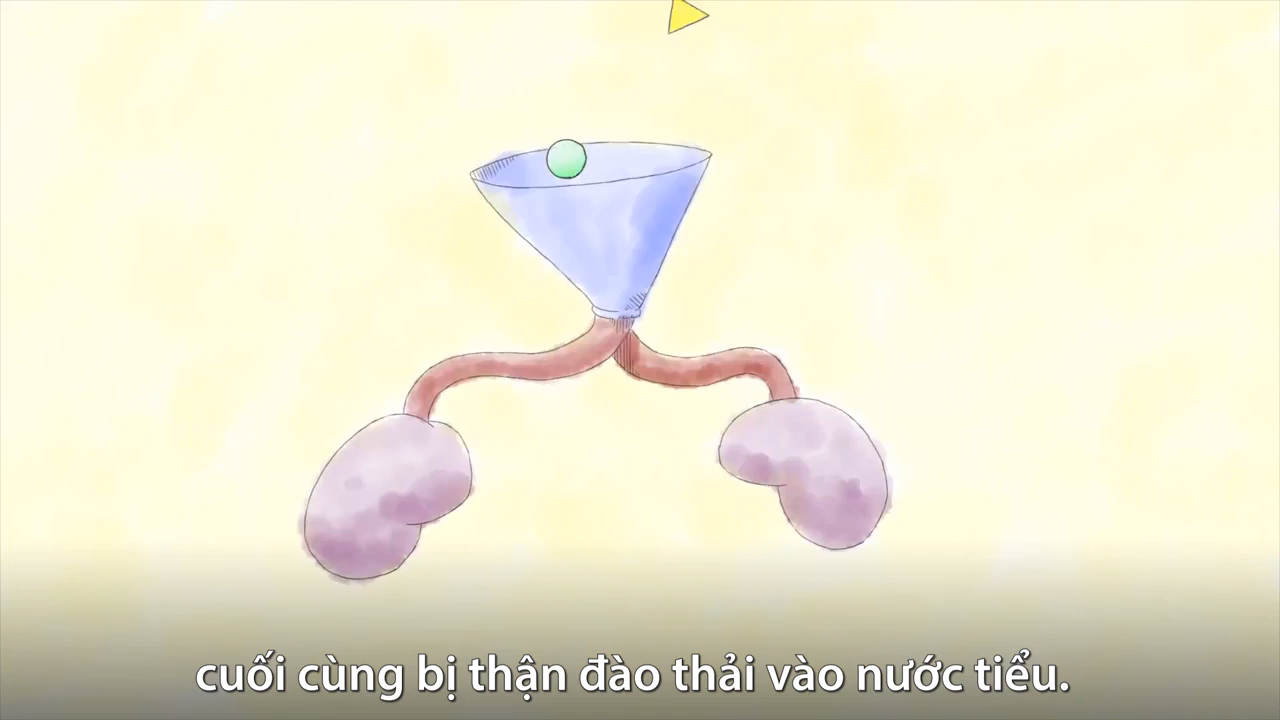 cuối cùng bị thận đào thải vào nước tiểu.